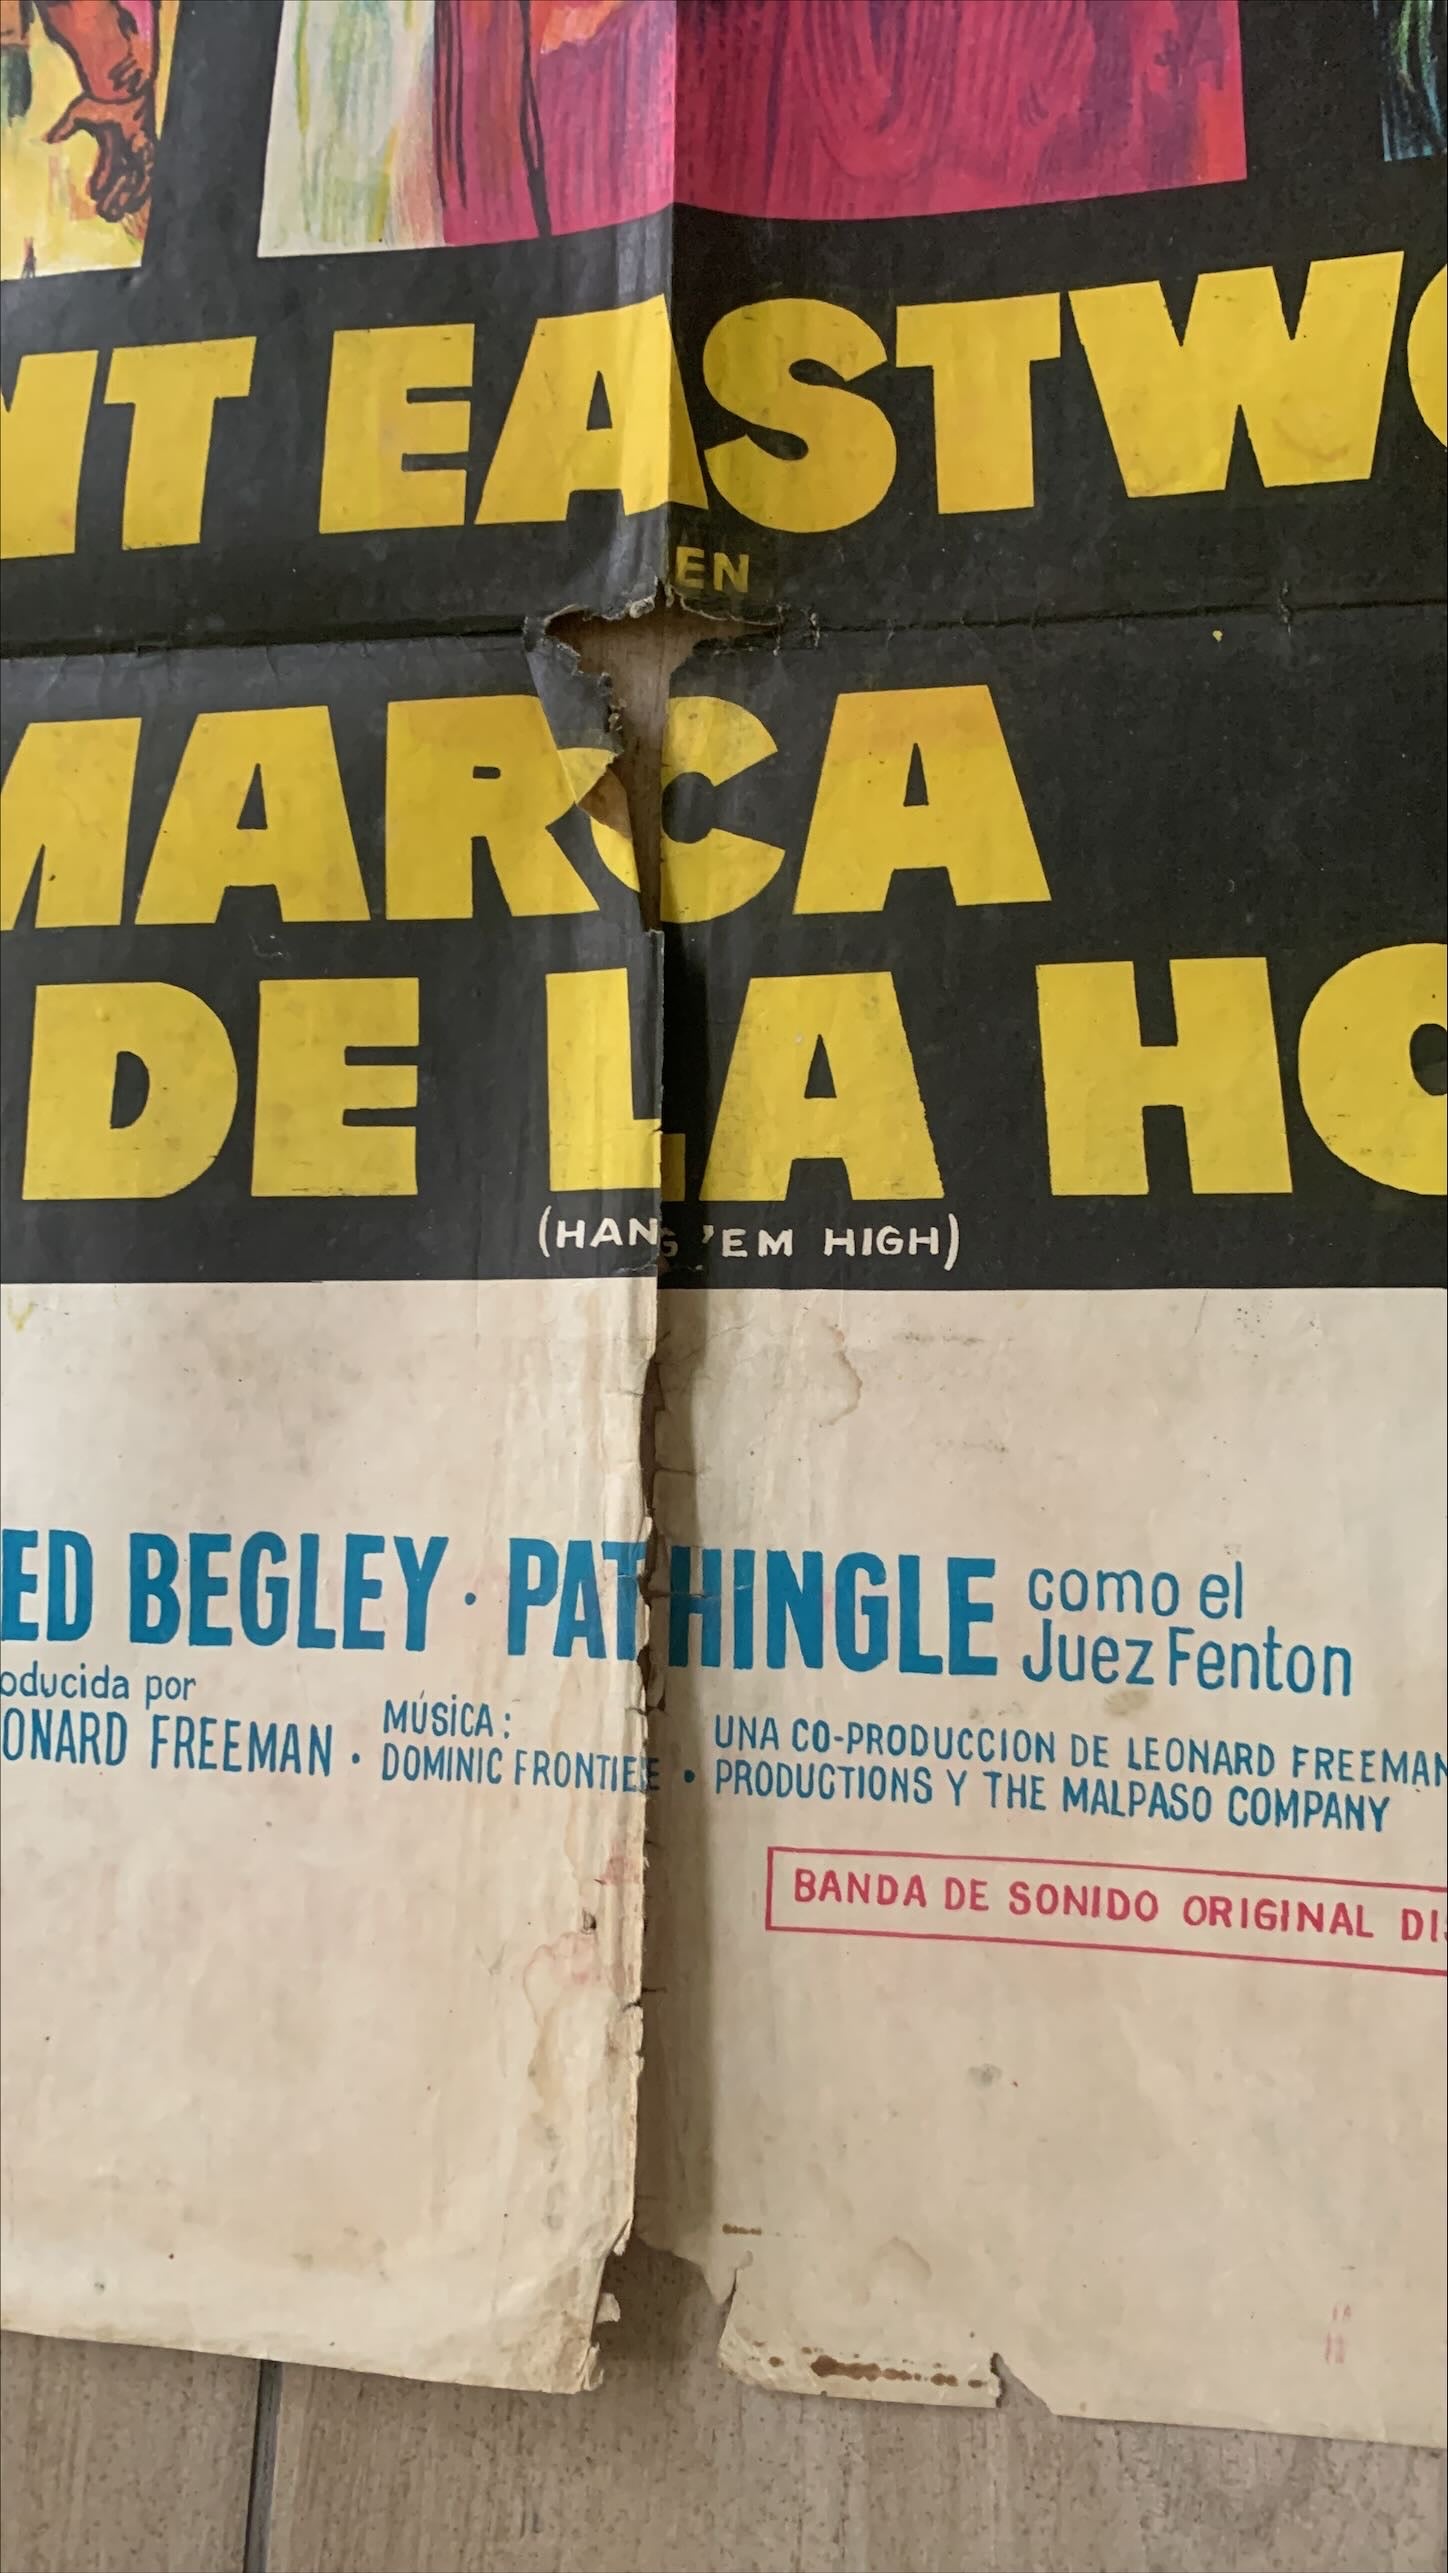 NT EASTWO
EN
MARCA
DE LA HO
(HANG 'EM HIGH)
ED BEGLEY · PAT HINGLE como el
Juez Fenton
oducida por
ONARD FREEMAN ·
MÚSICA:
DOMINIC FRONTIERE ·
UNA CO-PRODUCCION DE LEONARD FREEMAN
PRODUCTIONS Y THE MALPASO COMPANY
BANDA DE SONIDO ORIGINAL DI